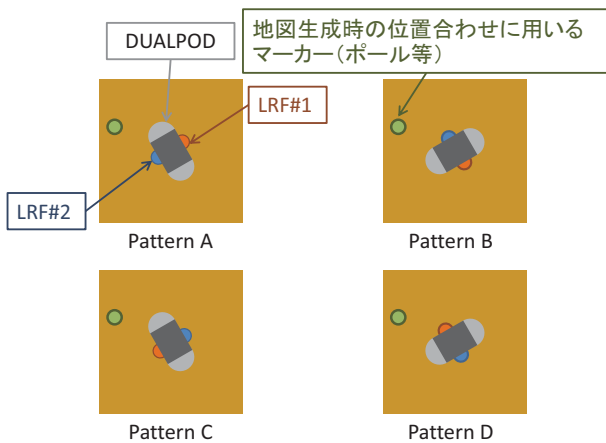 DUALPOD
地図生成時の位置合わせに用いる
マーカー(ポール等)
LRF#1
LRF#2
Pattern A
Pattern B
Pattern C
Pattern D